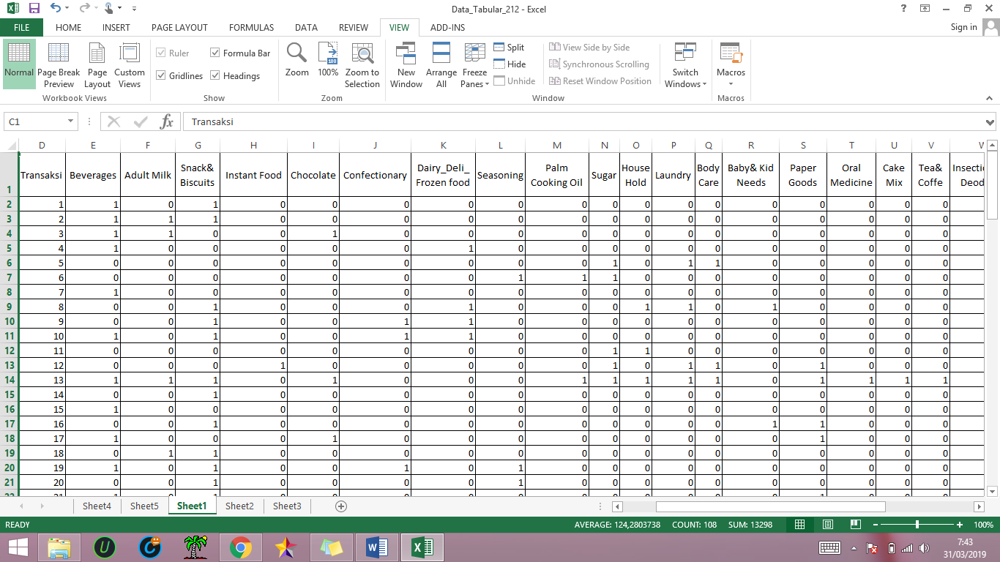 Data_Tabular_212 - Excel
FILE HOME INSERT PAGE LAYOUT FORMULAS DATA REVIEW VIEW ADD-INS Sign in
Normal
Page Break Preview
Page Layout
Custom Views
Workbook Views
Ruler
Formula Bar
Gridlines
Headings
Show
Zoom
100%
Zoom to Selection
Zoom
New Window
Arrange All
Freeze Panes
Split
Hide
Unhide
View Side by Side
Synchronous Scrolling
Reset Window Position
Window
Switch Windows
Macros
Macros
C1 fx Transaksi
D E F G H I J K L M N O P Q R S T U V W
1 Transaksi Beverages Adult Milk Snack& Biscuits Instant Food Chocolate Confectionary Dairy_Deli_ Frozen food Seasoning Palm Cooking Oil Sugar House Hold Laundry Body Care Baby& Kid Needs Paper Goods Oral Medicine Cake Mix Tea& Coffe Insecti Deod
2 1 1 0 1 0 0 0 0 0 0 0 0 0 0 0 0 0 0 0
3 2 1 1 1 0 0 0 0 0 0 0 0 0 0 0 0 0 0 0
4 3 1 1 0 0 1 0 0 0 0 0 0 0 0 0 0 0 0 0
5 4 1 0 0 0 0 0 1 0 0 0 0 0 0 0 0 0 0 0
6 5 0 0 0 0 0 0 0 0 0 1 0 1 1 0 0 0 0 0
7 6 0 0 0 0 0 0 0 1 1 1 0 0 0 0 0 0 0 0
8 7 1 0 0 0 0 0 0 0 0 0 0 0 0 0 0 0 0 0
9 8 0 0 1 0 0 0 1 0 0 0 1 1 0 1 0 0 0 0
10 9 0 0 1 0 0 1 1 0 0 0 0 0 0 0 0 0 0 0
11 10 1 0 1 0 0 1 1 0 0 0 0 0 0 0 0 0 0 0
12 11 0 0 0 0 0 0 0 0 0 1 1 0 0 0 0 0 0 0
13 12 0 0 0 1 0 0 0 0 0 1 0 1 1 0 1 0 0 0
14 13 1 1 1 0 1 0 0 0 1 1 1 1 1 0 1 1 1 1
15 14 0 0 1 0 0 0 0 0 0 0 0 0 0 0 0 0 0 0
16 15 1 0 0 0 0 0 0 0 0 0 0 0 0 0 0 0 0 0
17 16 0 0 1 0 0 0 0 0 0 0 0 0 0 1 1 0 0 0
18 17 1 0 0 0 1 0 0 0 0 0 0 0 0 0 1 0 0 0
19 18 0 1 1 0 0 0 0 0 0 0 0 0 0 0 0 0 0 0
20 19 1 0 1 0 0 1 0 1 0 0 0 0 0 0 0 0 0 0
21 20 0 0 1 0 0 0 0 1 0 0 0 0 0 0 0 0 0 0
Sheet4 Sheet5 Sheet1 Sheet2 Sheet3
READY AVERAGE: 124,2803738 COUNT: 108 SUM: 13298 100%
7:43
31/03/2019